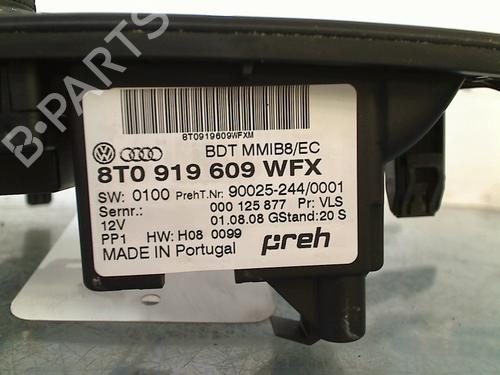 8T0919609WFXM
BDT MMIB8/EC
8T0 919 609 WFX
SW: 0100 PrehT.Nr: 90025-244/0001
Sernr.: 000 125 877 Pr: VLS
12V 01.08.08 GStand: 20 S
PP1 HW: H08 0099
MADE IN Portugal preh
B-PARTS